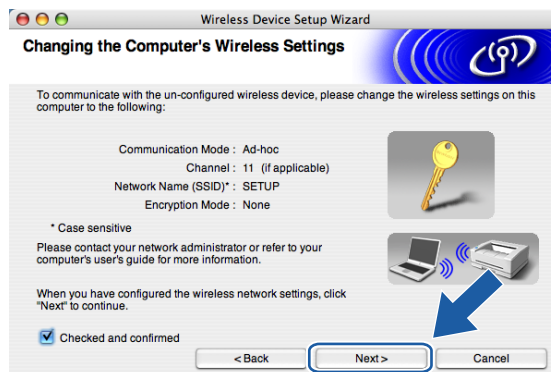 Wireless Device Setup Wizard
Changing the Computer's Wireless Settings
To communicate with the un-configured wireless device, please change the wireless settings on this
computer to the following:
Communication Mode : Ad-hoc
Channel : 11 (if applicable)
Network Name (SSID)* : SETUP
Encryption Mode : None
* Case sensitive
Please contact your network administrator or refer to your
computer's user's guide for more information.
When you have configured the wireless network settings, click
"Next" to continue.
Checked and confirmed
< Back Next > Cancel